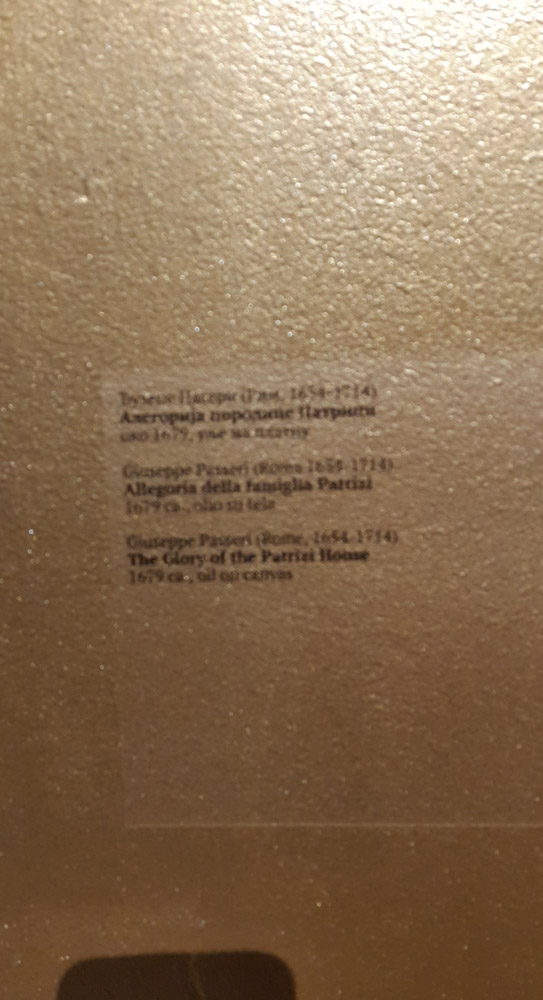 Ђузепе Пасери (Рим, 1654-1714)
Алегорија породице Патрици
око 1679, уље на платну
Giuseppe Passeri (Roma 1654-1714)
Allegoria della famiglia Patrizi
1679 ca., olio su tela
Giuseppe Passeri (Rome, 1654-1714)
The Glory of the Patrizi House
1679 ca., oil on canvas